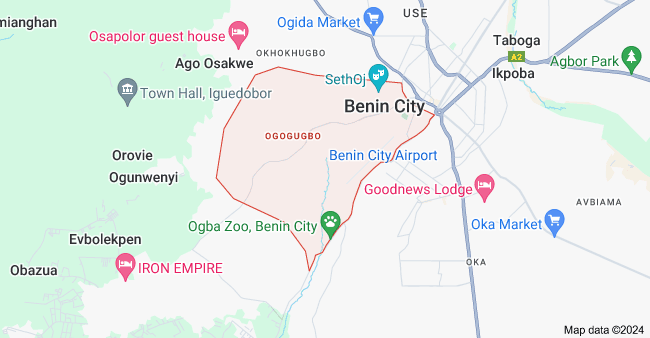 USE
mianghan
Ogida Market
Osapolor guest house
Taboga
OKHOKHUGBO
A2
Agbor Park
Ago Osakwe
Ikpoba
SethOj
Town Hall, Iguedobor
Benin City
OGOGUGBO
Orovie
Benin City Airport
Ogunwenyi
Goodnews Lodge
AVBIAMA
Ogba Zoo, Benin City
Oka Market
Evbolekpen
OKA
Obazua
IRON EMPIRE
Map data ©2024